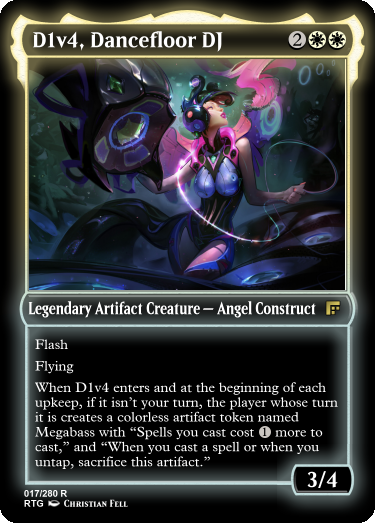 D1v4, Dancefloor DJ 2
Legendary Artifact Creature — Angel Construct
Flash
Flying
When D1v4 enters and at the beginning of each
upkeep, if it isn't your turn, the player whose turn
it is creates a colorless artifact token named
Megabass with “Spells you cast cost 1 more to
cast,” and “When you cast a spell or when you
untap, sacrifice this artifact.”
3/4
017/280 R
RTG Christian Fell